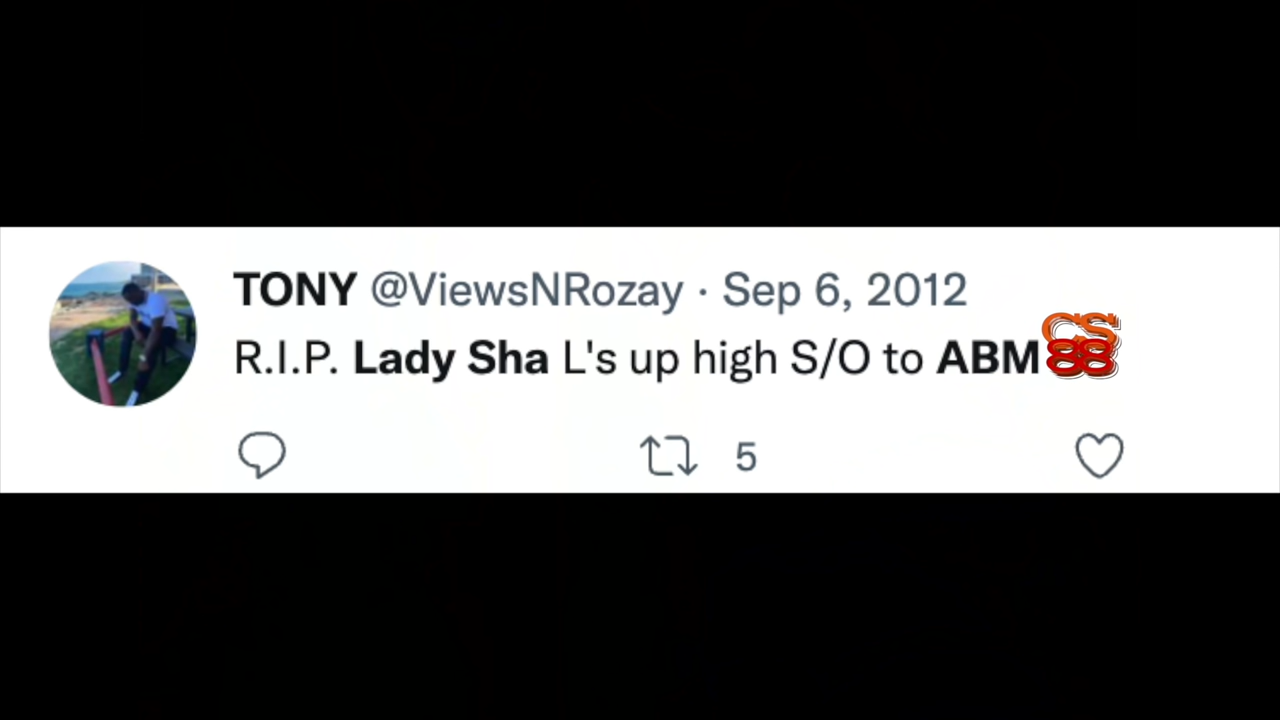 TONY @ViewsNRozay · Sep 6, 2012
R.I.P. Lady Sha L's up high S/O to ABM
CS
88
5